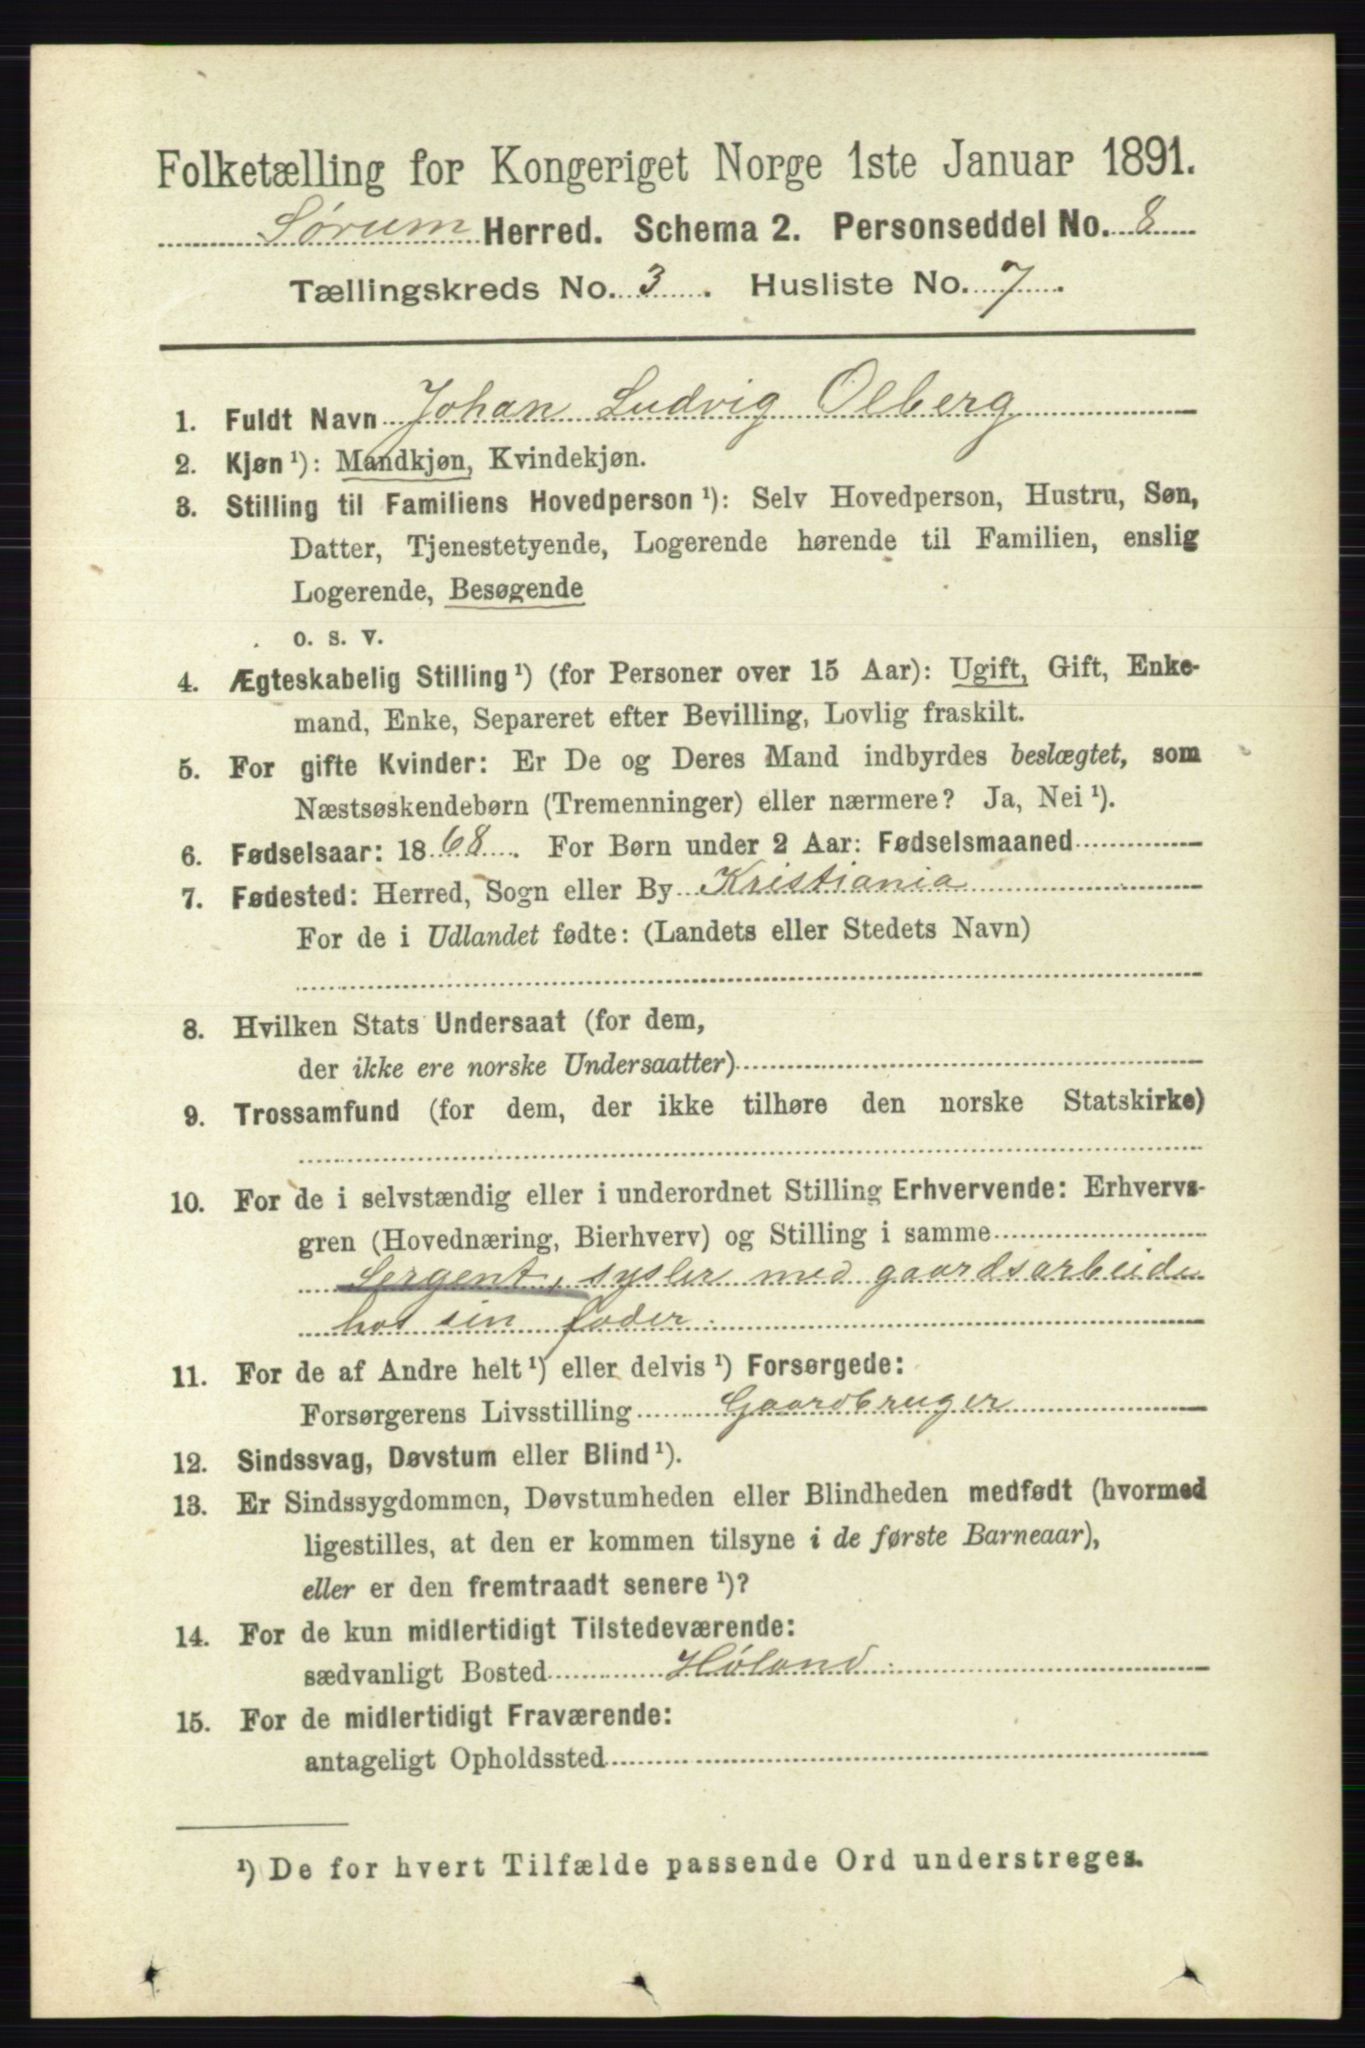 Folketælling for Kongeriget Norge 1ste Januar 1891.
Sørum Herred. Schema 2. Personseddel No. 8
Tællingskreds No. 3. Husliste No. 7.
1. Fuldt Navn Johan Ludvig Olberg
2. Kjøn ¹): Mandkjøn, Kvindekjøn.
3. Stilling til Familiens Hovedperson ¹): Selv Hovedperson, Hustru, Søn,
Datter, Tjenestetyende, Logerende hørende til Familien, enslig
Logerende, Besøgende
o. s. v.
4. Ægteskabelig Stilling ¹) (for Personer over 15 Aar): Ugift, Gift, Enke-
mand, Enke, Separeret efter Bevilling, Lovlig fraskilt.
5. For gifte Kvinder: Er De og Deres Mand indbyrdes beslægtet, som
Næstsøskendebørn (Tremenninger) eller nærmere? Ja, Nei ¹).
6. Fødselsaar: 1868. For Børn under 2 Aar: Fødselsmaaned
7. Fødested: Herred, Sogn eller By Kristiania
For de i Udlandet fødte: (Landets eller Stedets Navn)
8. Hvilken Stats Undersaat (for dem,
der ikke ere norske Undersaatter)
9. Trossamfund (for dem, der ikke tilhøre den norske Statskirke)
10. For de i selvstændig eller i underordnet Stilling Erhvervende: Erhvervs-
gren (Hovednæring, Bierhverv) og Stilling i samme
Sergent, sysler med gaardsarbeide
hos sin fader.
11. For de af Andre helt ¹) eller delvis ¹) Forsørgede:
Forsørgerens Livsstilling Gaardbruger
12. Sindssvag, Døvstum eller Blind ¹).
13. Er Sindssygdommen, Døvstumheden eller Blindheden medfødt (hvormed
ligestilles, at den er kommen tilsyne i de første Barneaar),
eller er den fremtraadt senere ¹)?
14. For de kun midlertidigt Tilstedeværende:
sædvanligt Bosted Høland
15. For de midlertidigt Fraværende:
antageligt Opholdssted
¹) De for hvert Tilfælde passende Ord understreges.